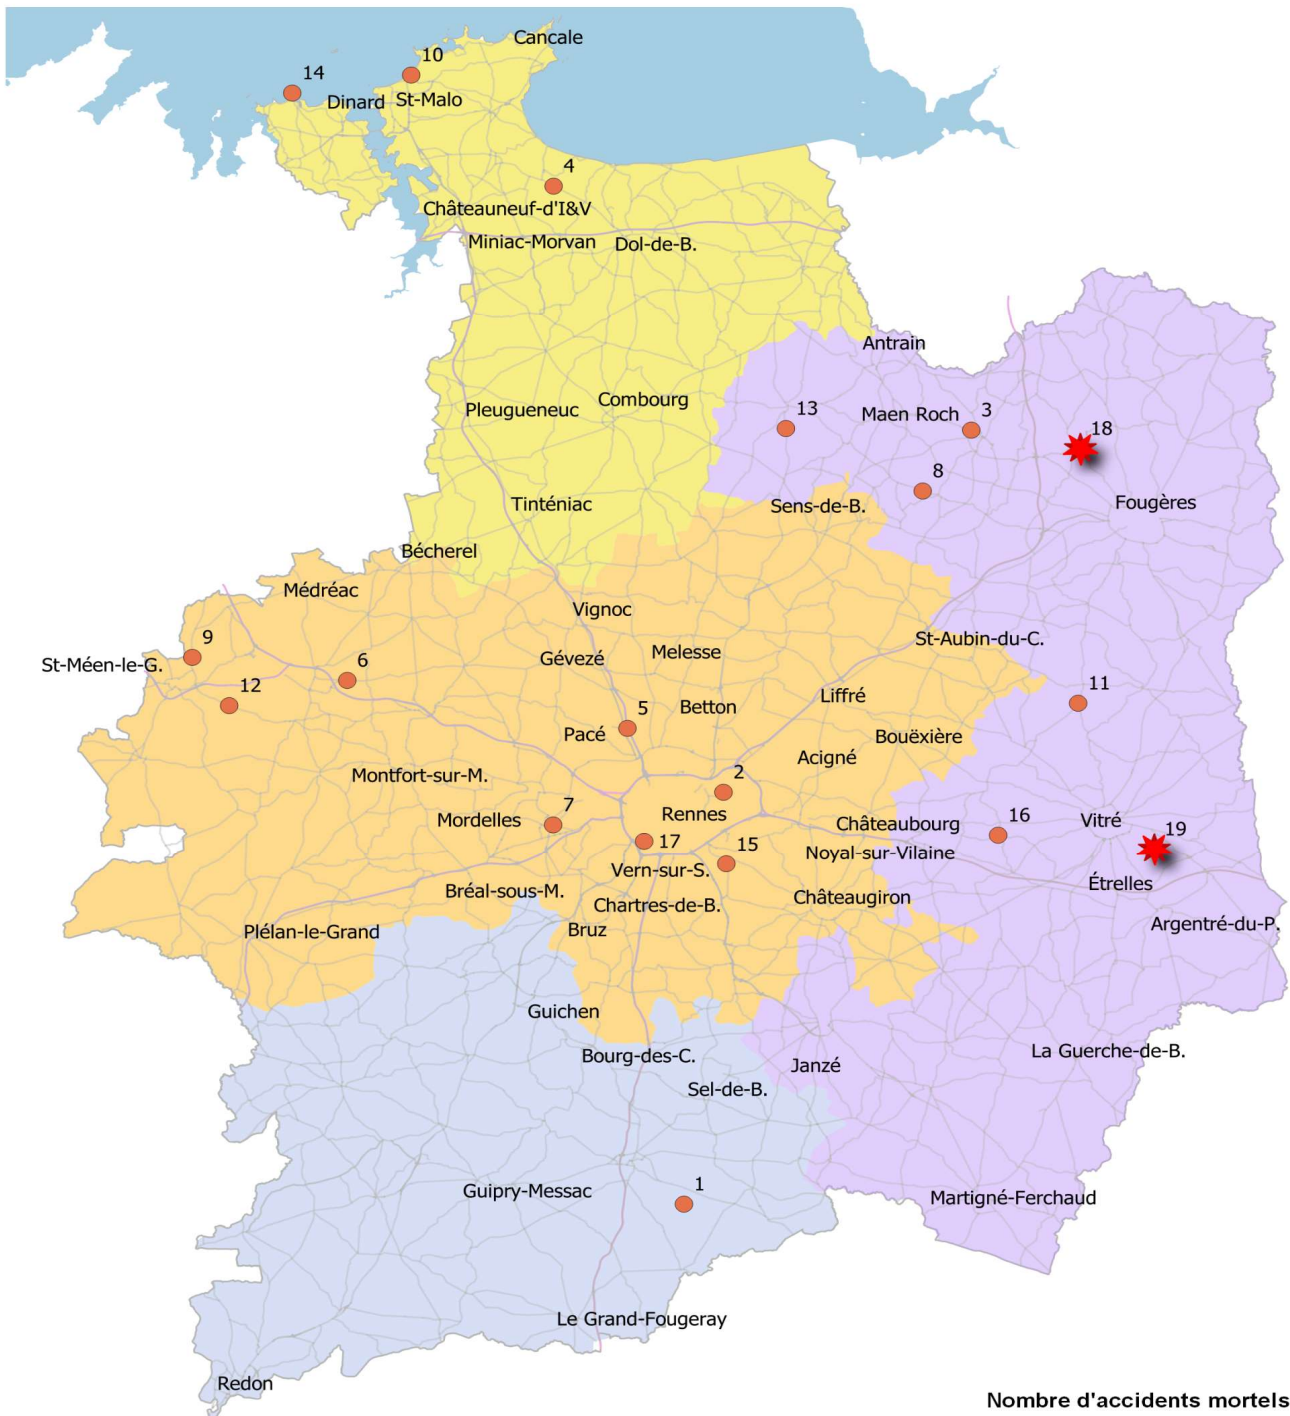 Cancale
10
14
Dinard
St-Malo
4
Châteauneuf-d'I&V
Miniac-Morvan
Dol-de-B.
Antrain
Combourg
Pleugueneuc
13
Maen Roch
3
18
8
Tinténiac
Sens-de-B.
Fougères
Bécherel
Médréac
Vignoc
9
St-Méen-le-G.
6
Gévezé
Melesse
St-Aubin-du-C.
12
11
5
Betton
Liffré
Pacé
Bouëxière
Acigné
Montfort-sur-M.
2
7
Mordelles
Rennes
Châteaubourg
16
Vitré
19
17
15
Noyal-sur-Vilaine
Vern-sur-S.
Étrelles
Bréal-sous-M.
Chartres-de-B.
Châteaugiron
Plélan-le-Grand
Bruz
Argentré-du-P.
Guichen
Bourg-des-C.
La Guerche-de-B.
Janzé
Sel-de-B.
Guipry-Messac
1
Martigné-Ferchaud
Le Grand-Fougeray
Redon
Nombre d'accidents mortels